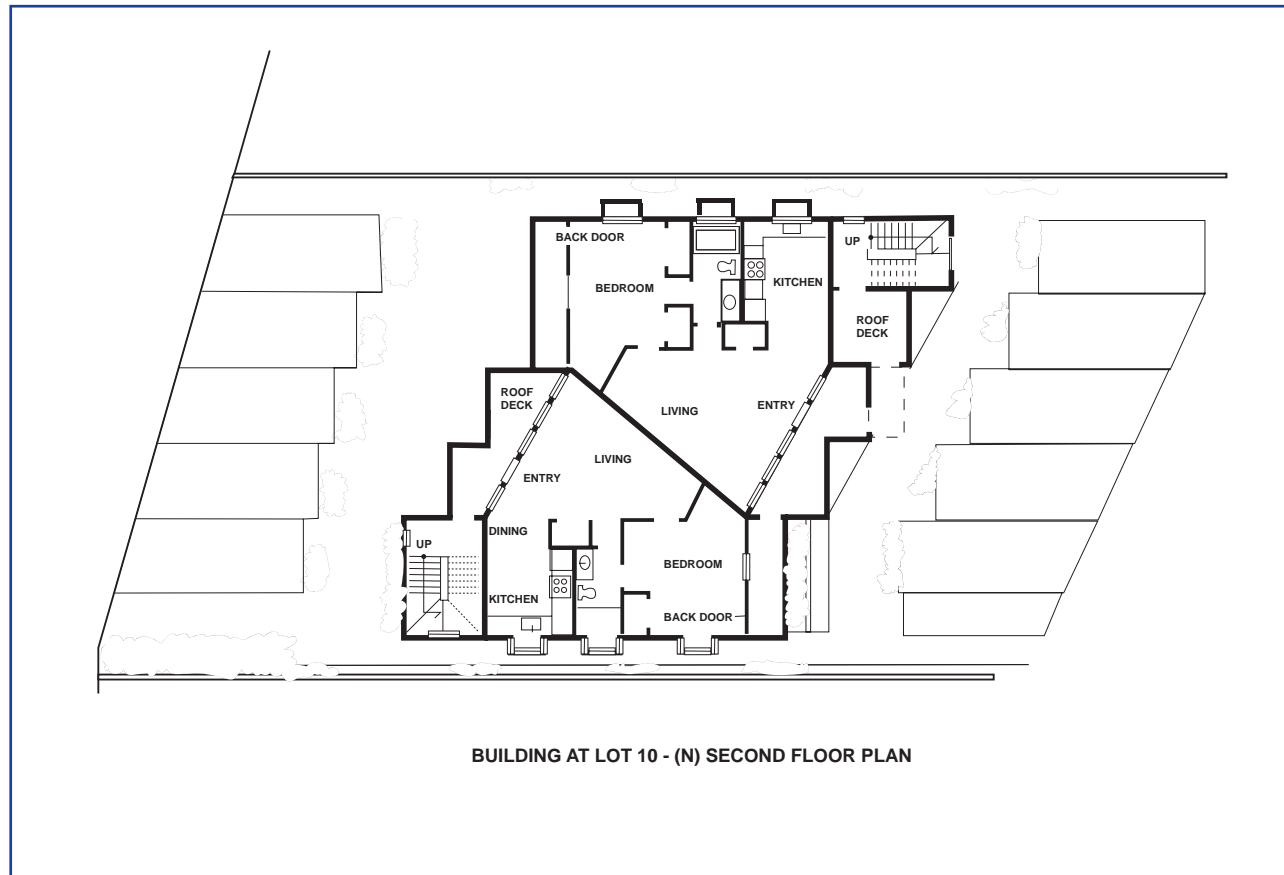 BACK DOOR
UP
BEDROOM
KITCHEN
ROOF
DECK
ROOF
DECK
LIVING
ENTRY
LIVING
ENTRY
DINING
UP
BEDROOM
KITCHEN
BACK DOOR
BUILDING AT LOT 10 - (N) SECOND FLOOR PLAN